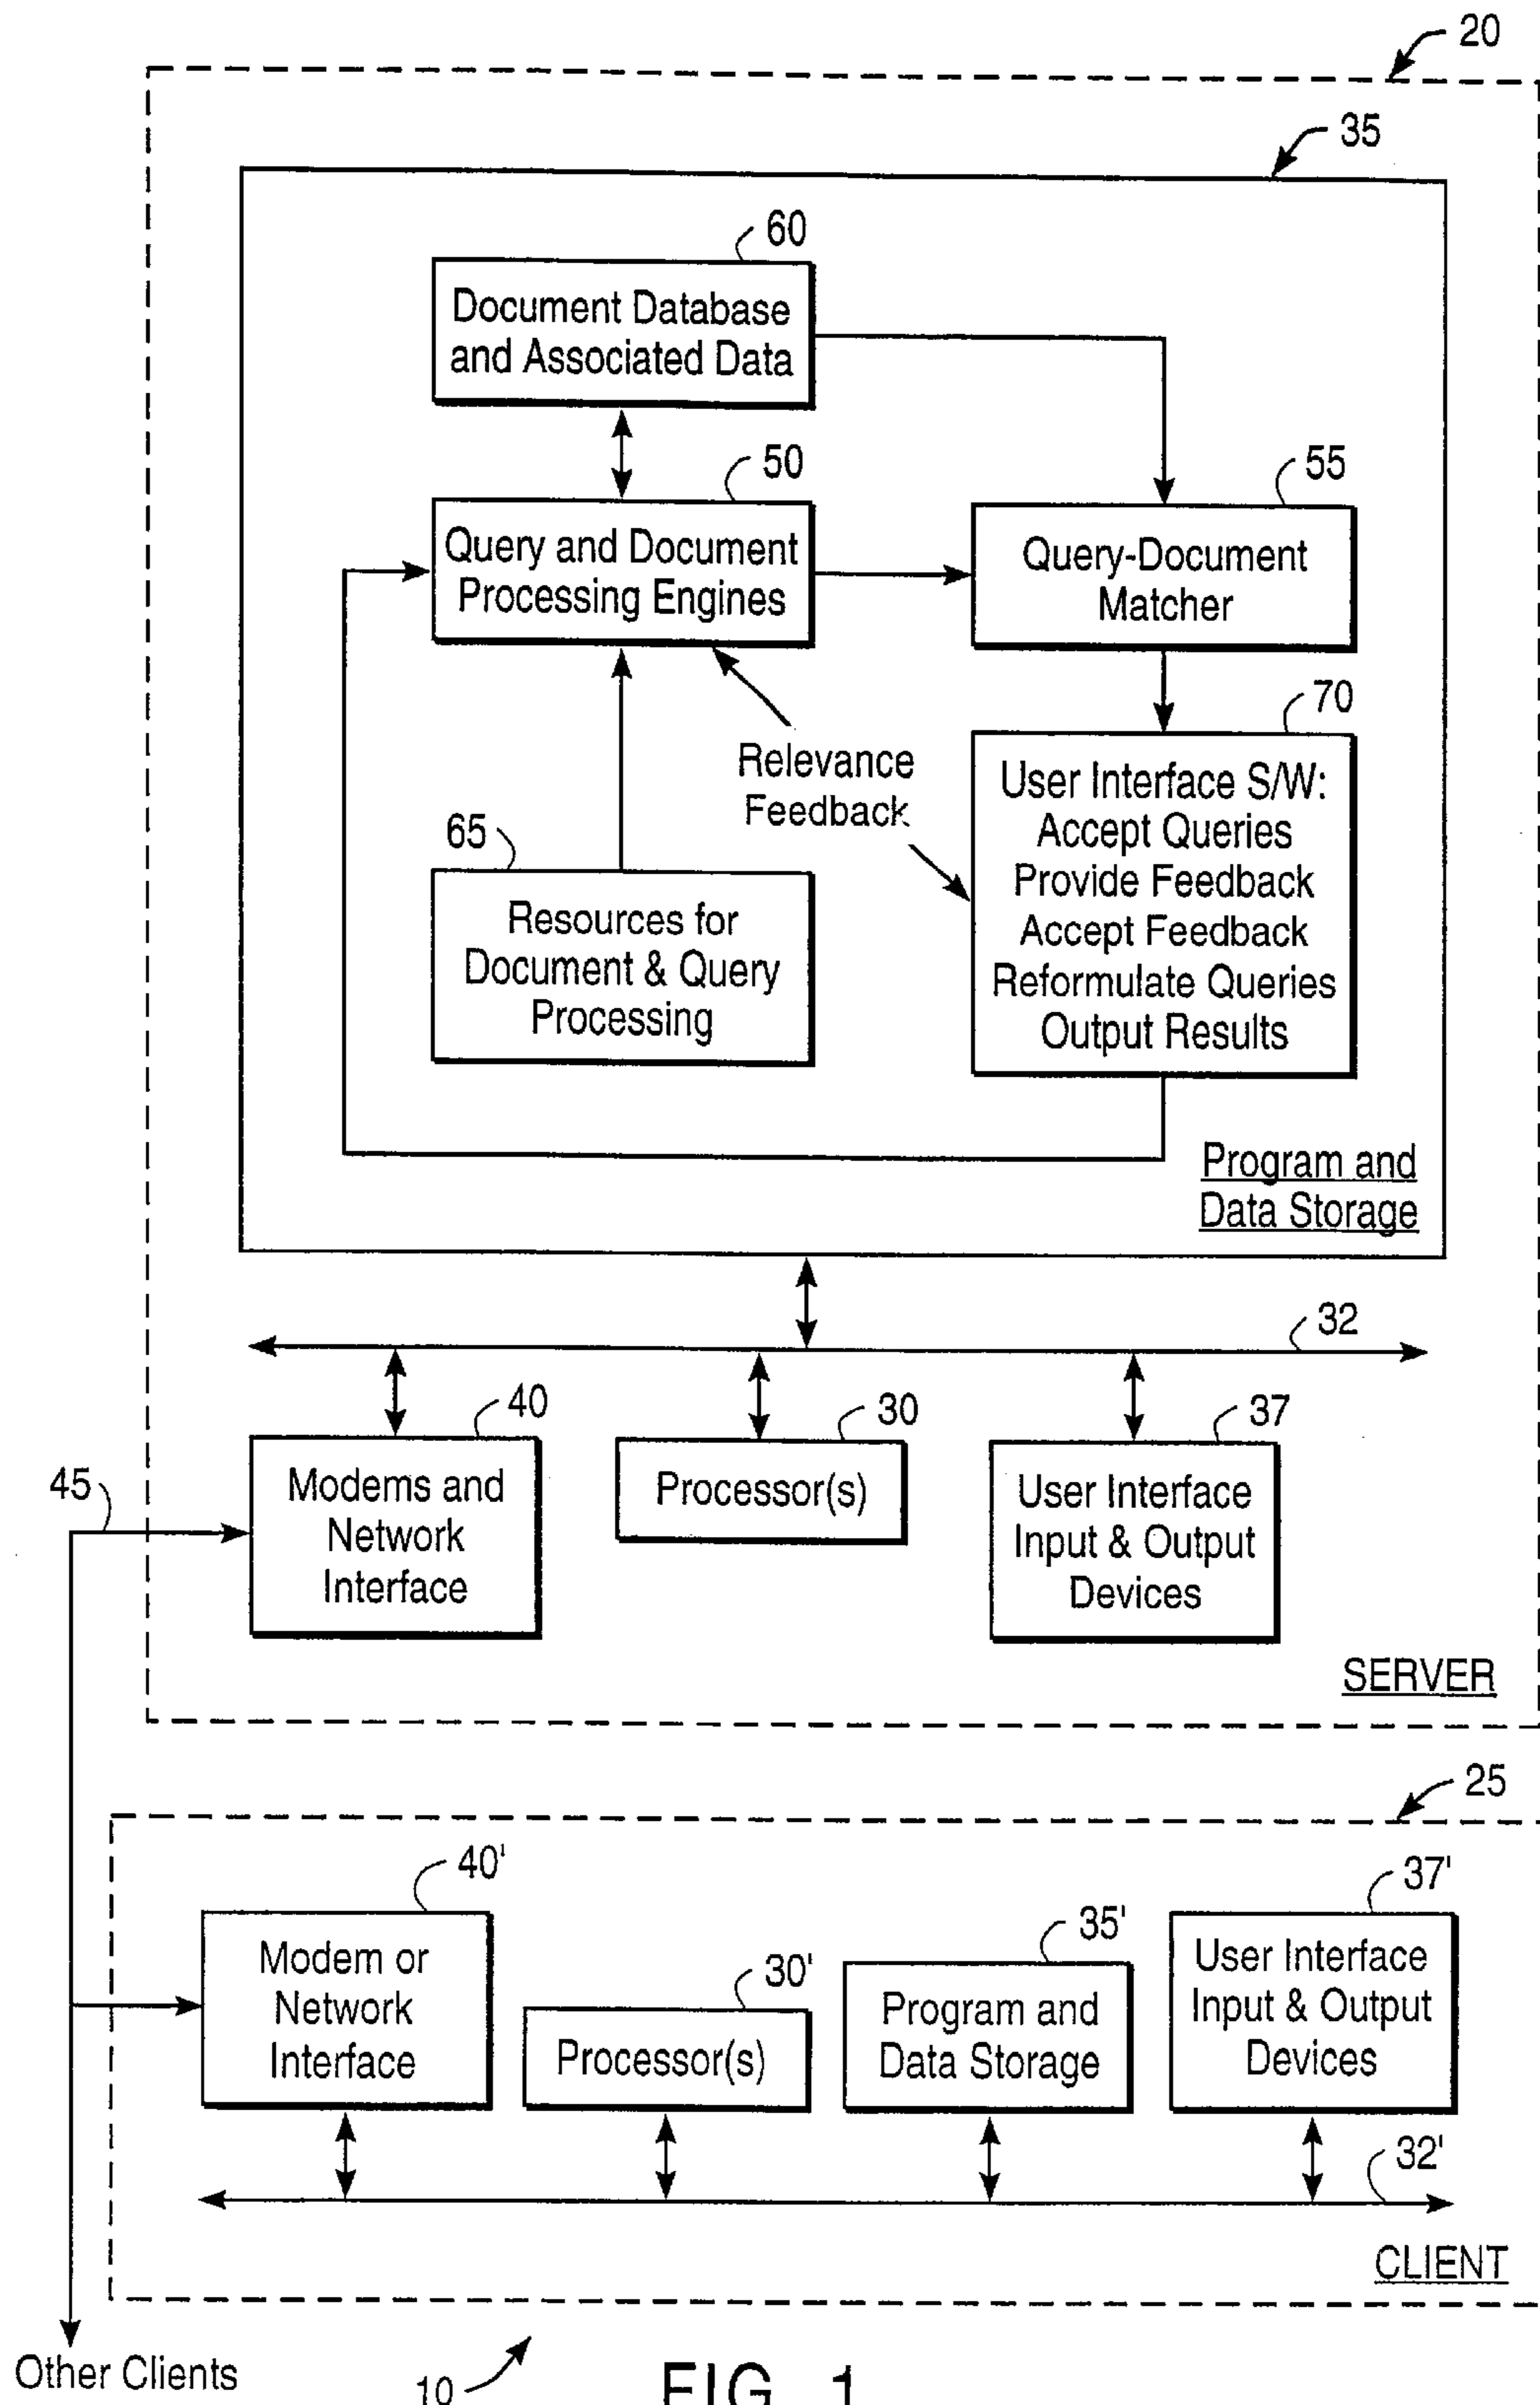 20
35
60
Document Database
and Associated Data
50
Query and Document
Processing Engines
55
Query-Document
Matcher
Relevance
Feedback
70
User Interface S/W:
Accept Queries
Provide Feedback
Accept Feedback
Reformulate Queries
Output Results
65
Resources for
Document & Query
Processing
Program and
Data Storage
32
40
Modems and
Network
Interface
30
Processor(s)
37
User Interface
Input & Output
Devices
45
SERVER
25
40'
Modem or
Network
Interface
30'
Processor(s)
35'
Program and
Data Storage
37'
User Interface
Input & Output
Devices
32'
CLIENT
Other Clients
10
FIG. 1